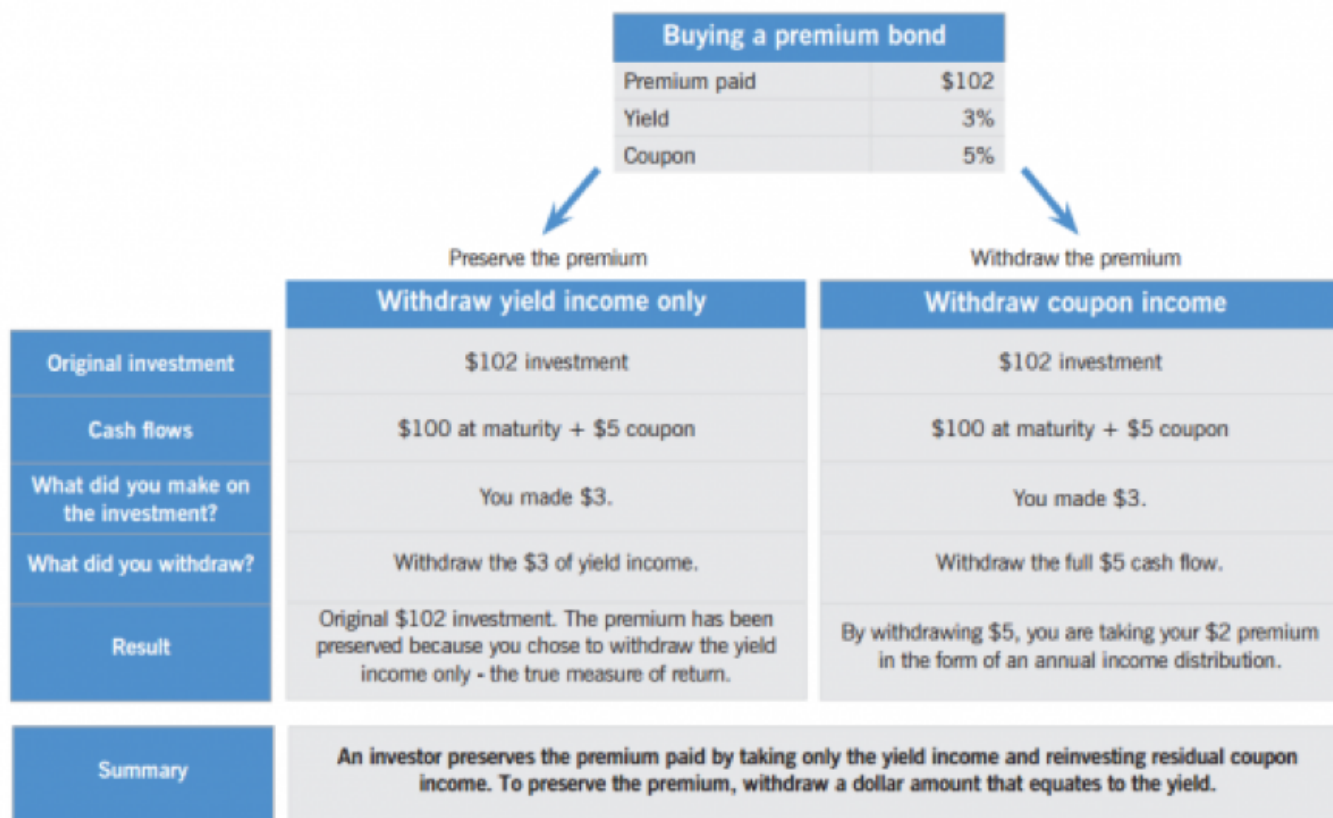 Buying a premium bond
Premium paid $102
Yield 3%
Coupon 5%
Preserve the premium
Withdraw the premium
Withdraw yield income only
Withdraw coupon income
Original investment
$102 investment
$102 investment
Cash flows
$100 at maturity + $5 coupon
$100 at maturity + $5 coupon
What did you make on
the investment?
You made $3.
You made $3.
What did you withdraw?
Withdraw the $3 of yield income.
Withdraw the full $5 cash flow.
Result
Original $102 investment. The premium has been
preserved because you chose to withdraw the yield
income only - the true measure of return.
By withdrawing $5, you are taking your $2 premium
in the form of an annual income distribution.
Summary
An investor preserves the premium paid by taking only the yield income and reinvesting residual coupon
income. To preserve the premium, withdraw a dollar amount that equates to the yield.